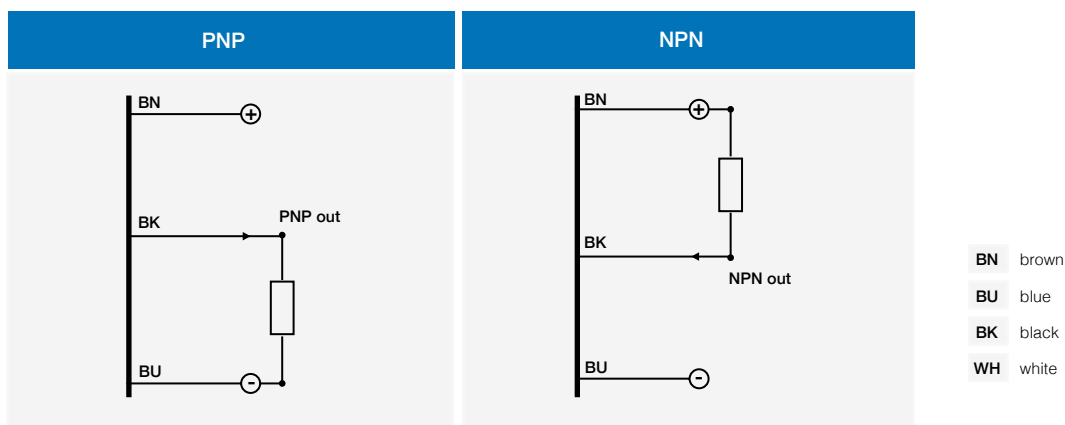 PNP
BN
+
BK
PNP out
BU
-
NPN
BN
+
BK
NPN out
BU
-
BN brown
BU blue
BK black
WH white